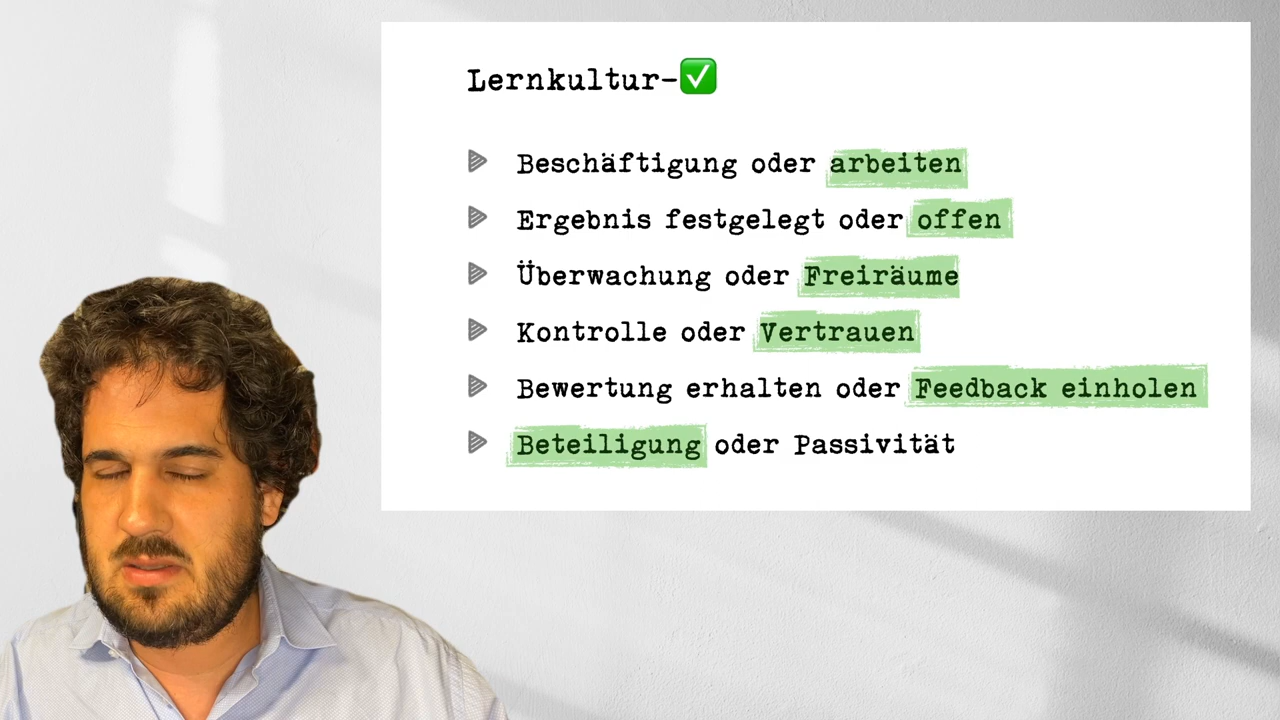 Lernkultur-✅
Beschäftigung oder arbeiten
Ergebnis festgelegt oder offen
Überwachung oder Freiräume
Kontrolle oder Vertrauen
Bewertung erhalten oder Feedback einholen
Beteiligung oder Passivität